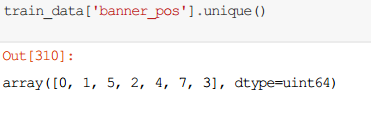 train_data['banner_pos'].unique()
Out[310]:
array([0, 1, 5, 2, 4, 7, 3], dtype=uint64)